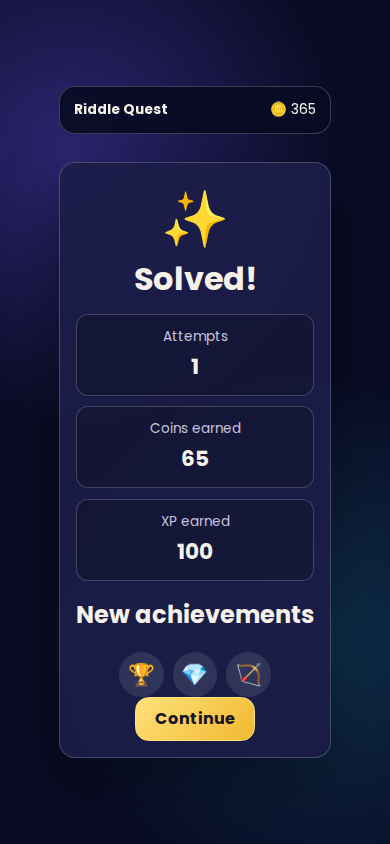 Riddle Quest
365
Solved!
Attempts
1
Coins earned
65
XP earned
100
New achievements
Continue